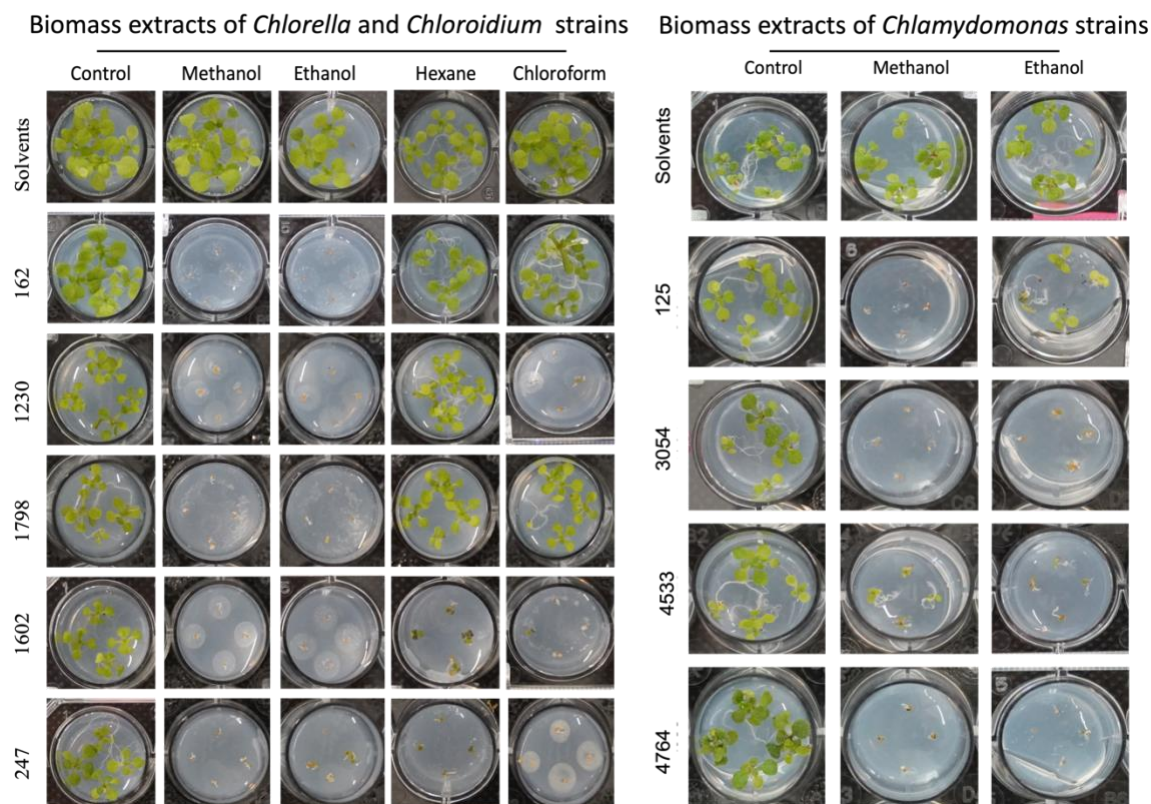 Biomass extracts of Chlorella and Chloroidium strains
Control Methanol Ethanol Hexane Chloroform
Solvents
162
1230
1798
1602
247
Biomass extracts of Chlamydomonas strains
Control Methanol Ethanol
Solvents
125
3054
4533
4764